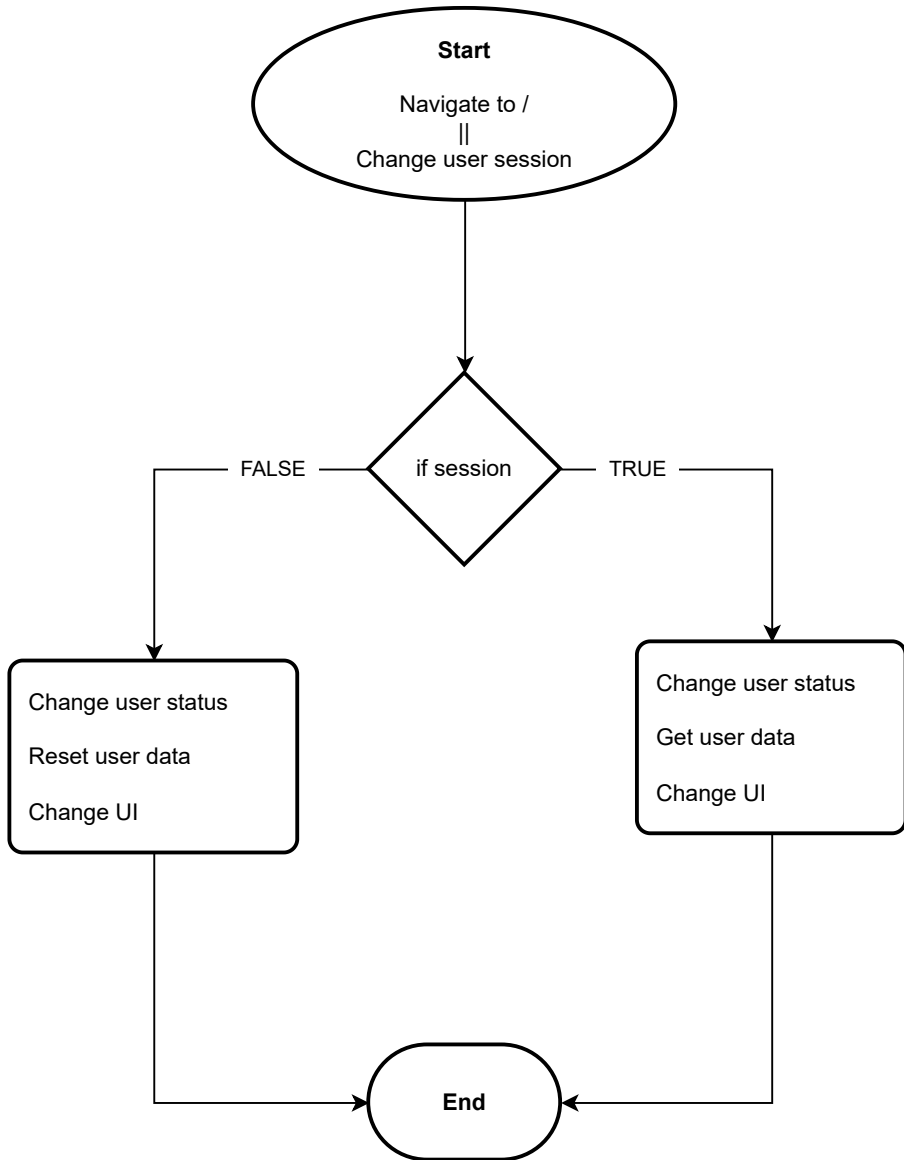 Start
Navigate to /
||
Change user session
if session
FALSE
TRUE
Change user status
Reset user data
Change UI
Change user status
Get user data
Change UI
End